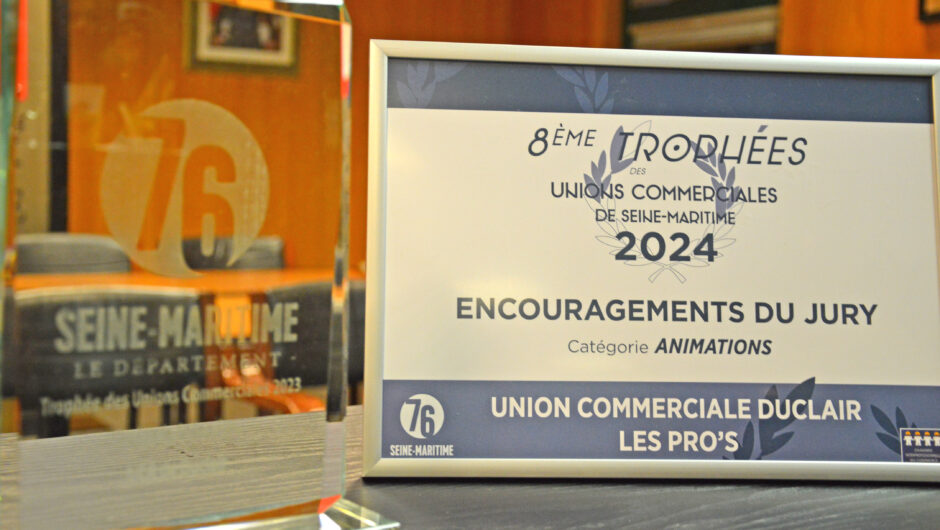 76
SEINE-MARITIME
LE DÉPARTEMENT
Trophée des Unions Commerciales 2023
8ÈME TROPHÉES
DES
UNIONS COMMERCIALES
DE SEINE-MARITIME
2024
ENCOURAGEMENTS DU JURY
Catégorie ANIMATIONS
76
SEINE-MARITIME
UNION COMMERCIALE DUCLAIR
LES PRO'S